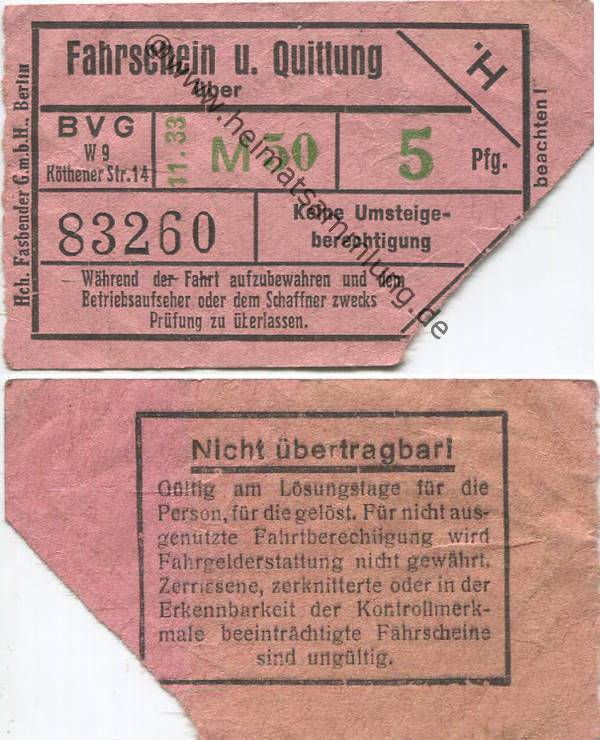 Fahrschein u. Quittung
über
H.
BVG
W 9
Köthener Str. 14
11. 33
M 50
5 Pfg.
83260
Keine Umsteige-
berechtigung
Während der Fahrt aufzubewahren und dem
Betriebsaufseher oder dem Schaffner zwecks
Prüfung zu überlassen.
Hch. Fasbender G.m.b.H., Berlin
beachten!
©www.heimatsammlung.de
Nicht übertragbar!
Gültig am Lösungstage für die
Person, für die gelöst. Für nicht aus-
genutzte Fahrtberechtigung wird
Fahrgelderstattung nicht gewährt.
Zerrissene, zerknitterte oder in der
Erkennbarkeit der Kontrollmerk-
male beeinträchtigte Fahrscheine
sind ungültig.